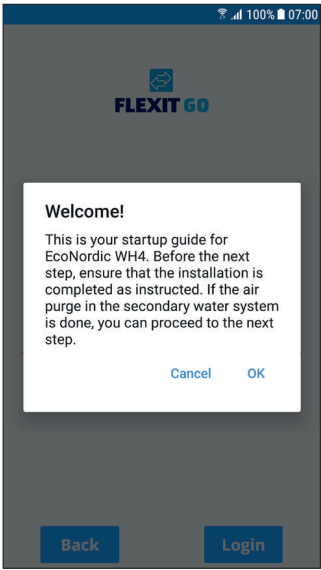 100% 07:00
FLEXIT GO
Welcome!
This is your startup guide for
EcoNordic WH4. Before the next
step, ensure that the installation is
completed as instructed. If the air
purge in the secondary water system
is done, you can proceed to the next
step.
Cancel OK
Back Login